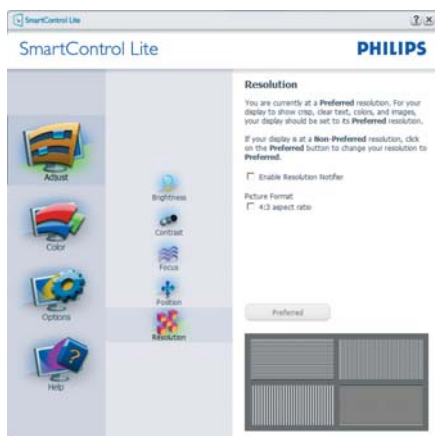 SmartControl Lite
SmartControl Lite
PHILIPS
Adjust
Color
Options
Help
Brightness
Contrast
Focus
Position
Resolution
Resolution
You are currently at a Preferred resolution. For your
display to show crisp, clear text, colors, and images,
your display should be set to its Preferred resolution.
If your display is at a Non-Preferred resolution, click
on the Preferred button to change your resolution to
Preferred.
Enable Resolution Notifier
Picture Format
4:3 aspect ratio
Preferred